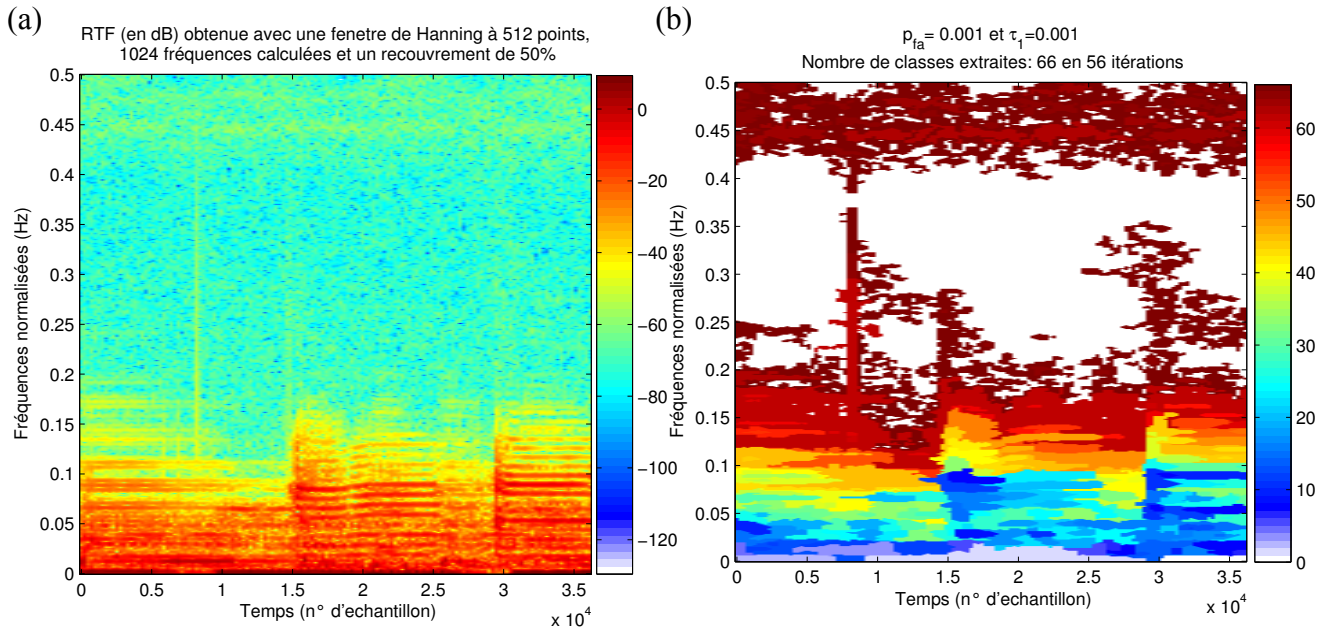 (a)
RTF (en dB) obtenue avec une fenetre de Hanning à 512 points,
1024 fréquences calculées et un recouvrement de 50%
Fréquences normalisées (Hz)
0.5
0.45
0.4
0.35
0.3
0.25
0.2
0.15
0.1
0.05
0
0 0.5 1 1.5 2 2.5 3 3.5
x 10^4
Temps (n° d'echantillon)
0
−20
−40
−60
−80
−100
−120
(b)
p_fa= 0.001 et τ_1=0.001
Nombre de classes extraites: 66 en 56 itérations
Fréquences normalisées (Hz)
0.5
0.45
0.4
0.35
0.3
0.25
0.2
0.15
0.1
0.05
0
0 0.5 1 1.5 2 2.5 3 3.5
x 10^4
Temps (n° d'echantillon)
60
50
40
30
20
10
0